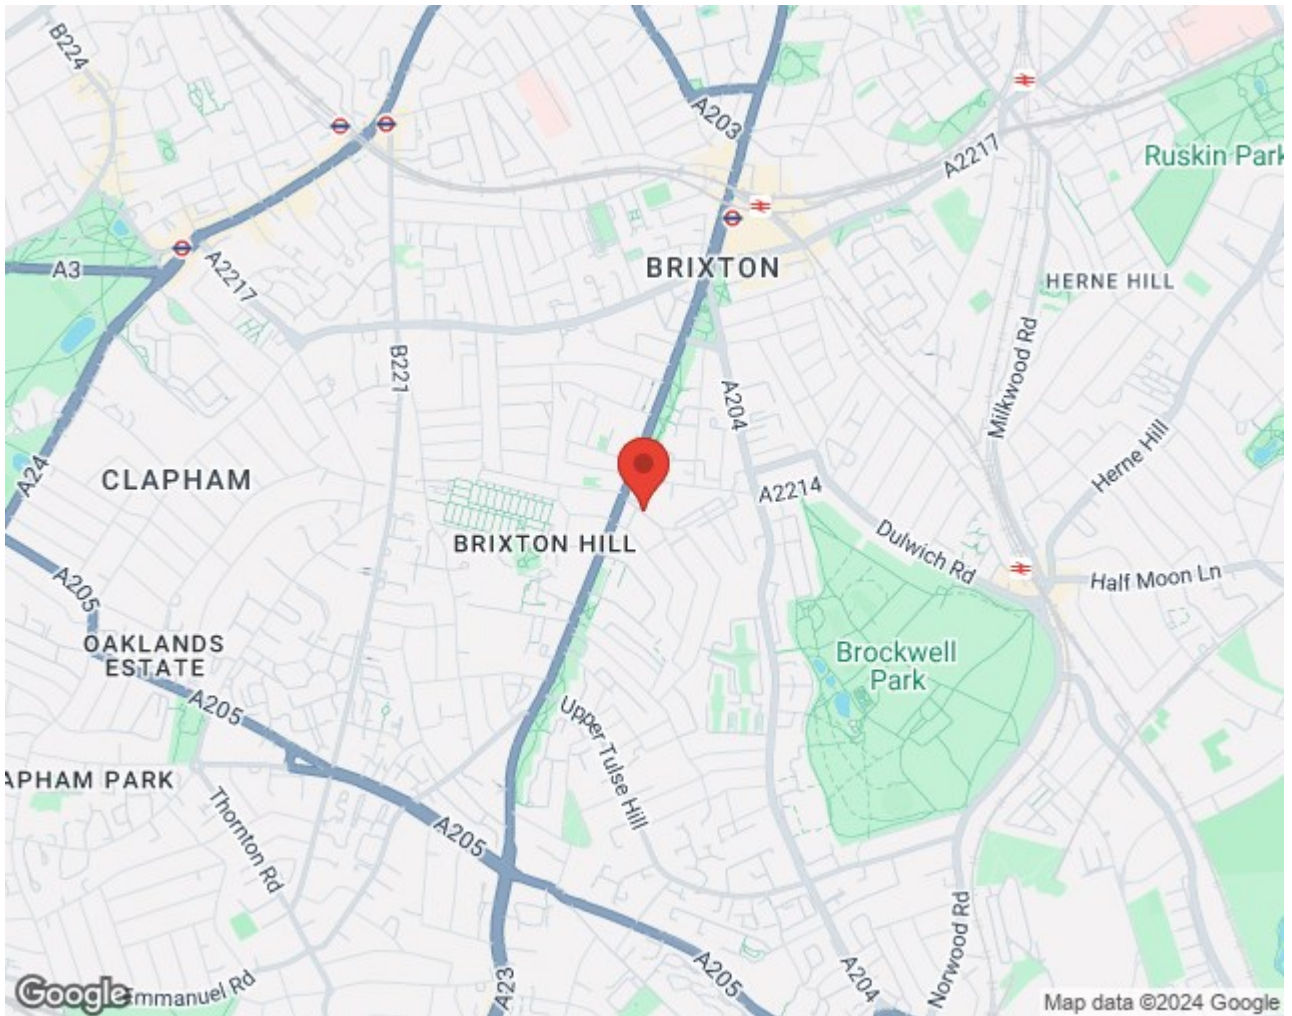 B224
A203
A2217
Ruskin Park
A3
A2217
BRIXTON
HERNE HILL
B221
A204
Milkwood Rd
Herne Hill
A24
CLAPHAM
A2214
BRIXTON HILL
Dulwich Rd
Half Moon Ln
A205
OAKLANDS
ESTATE
A205
Brockwell
Park
Upper Tulse Hill
APHAM PARK
Thornton Rd
A205
Norwood Rd
A23
A205
A204
Emmanuel Rd
Google
Map data ©2024 Google